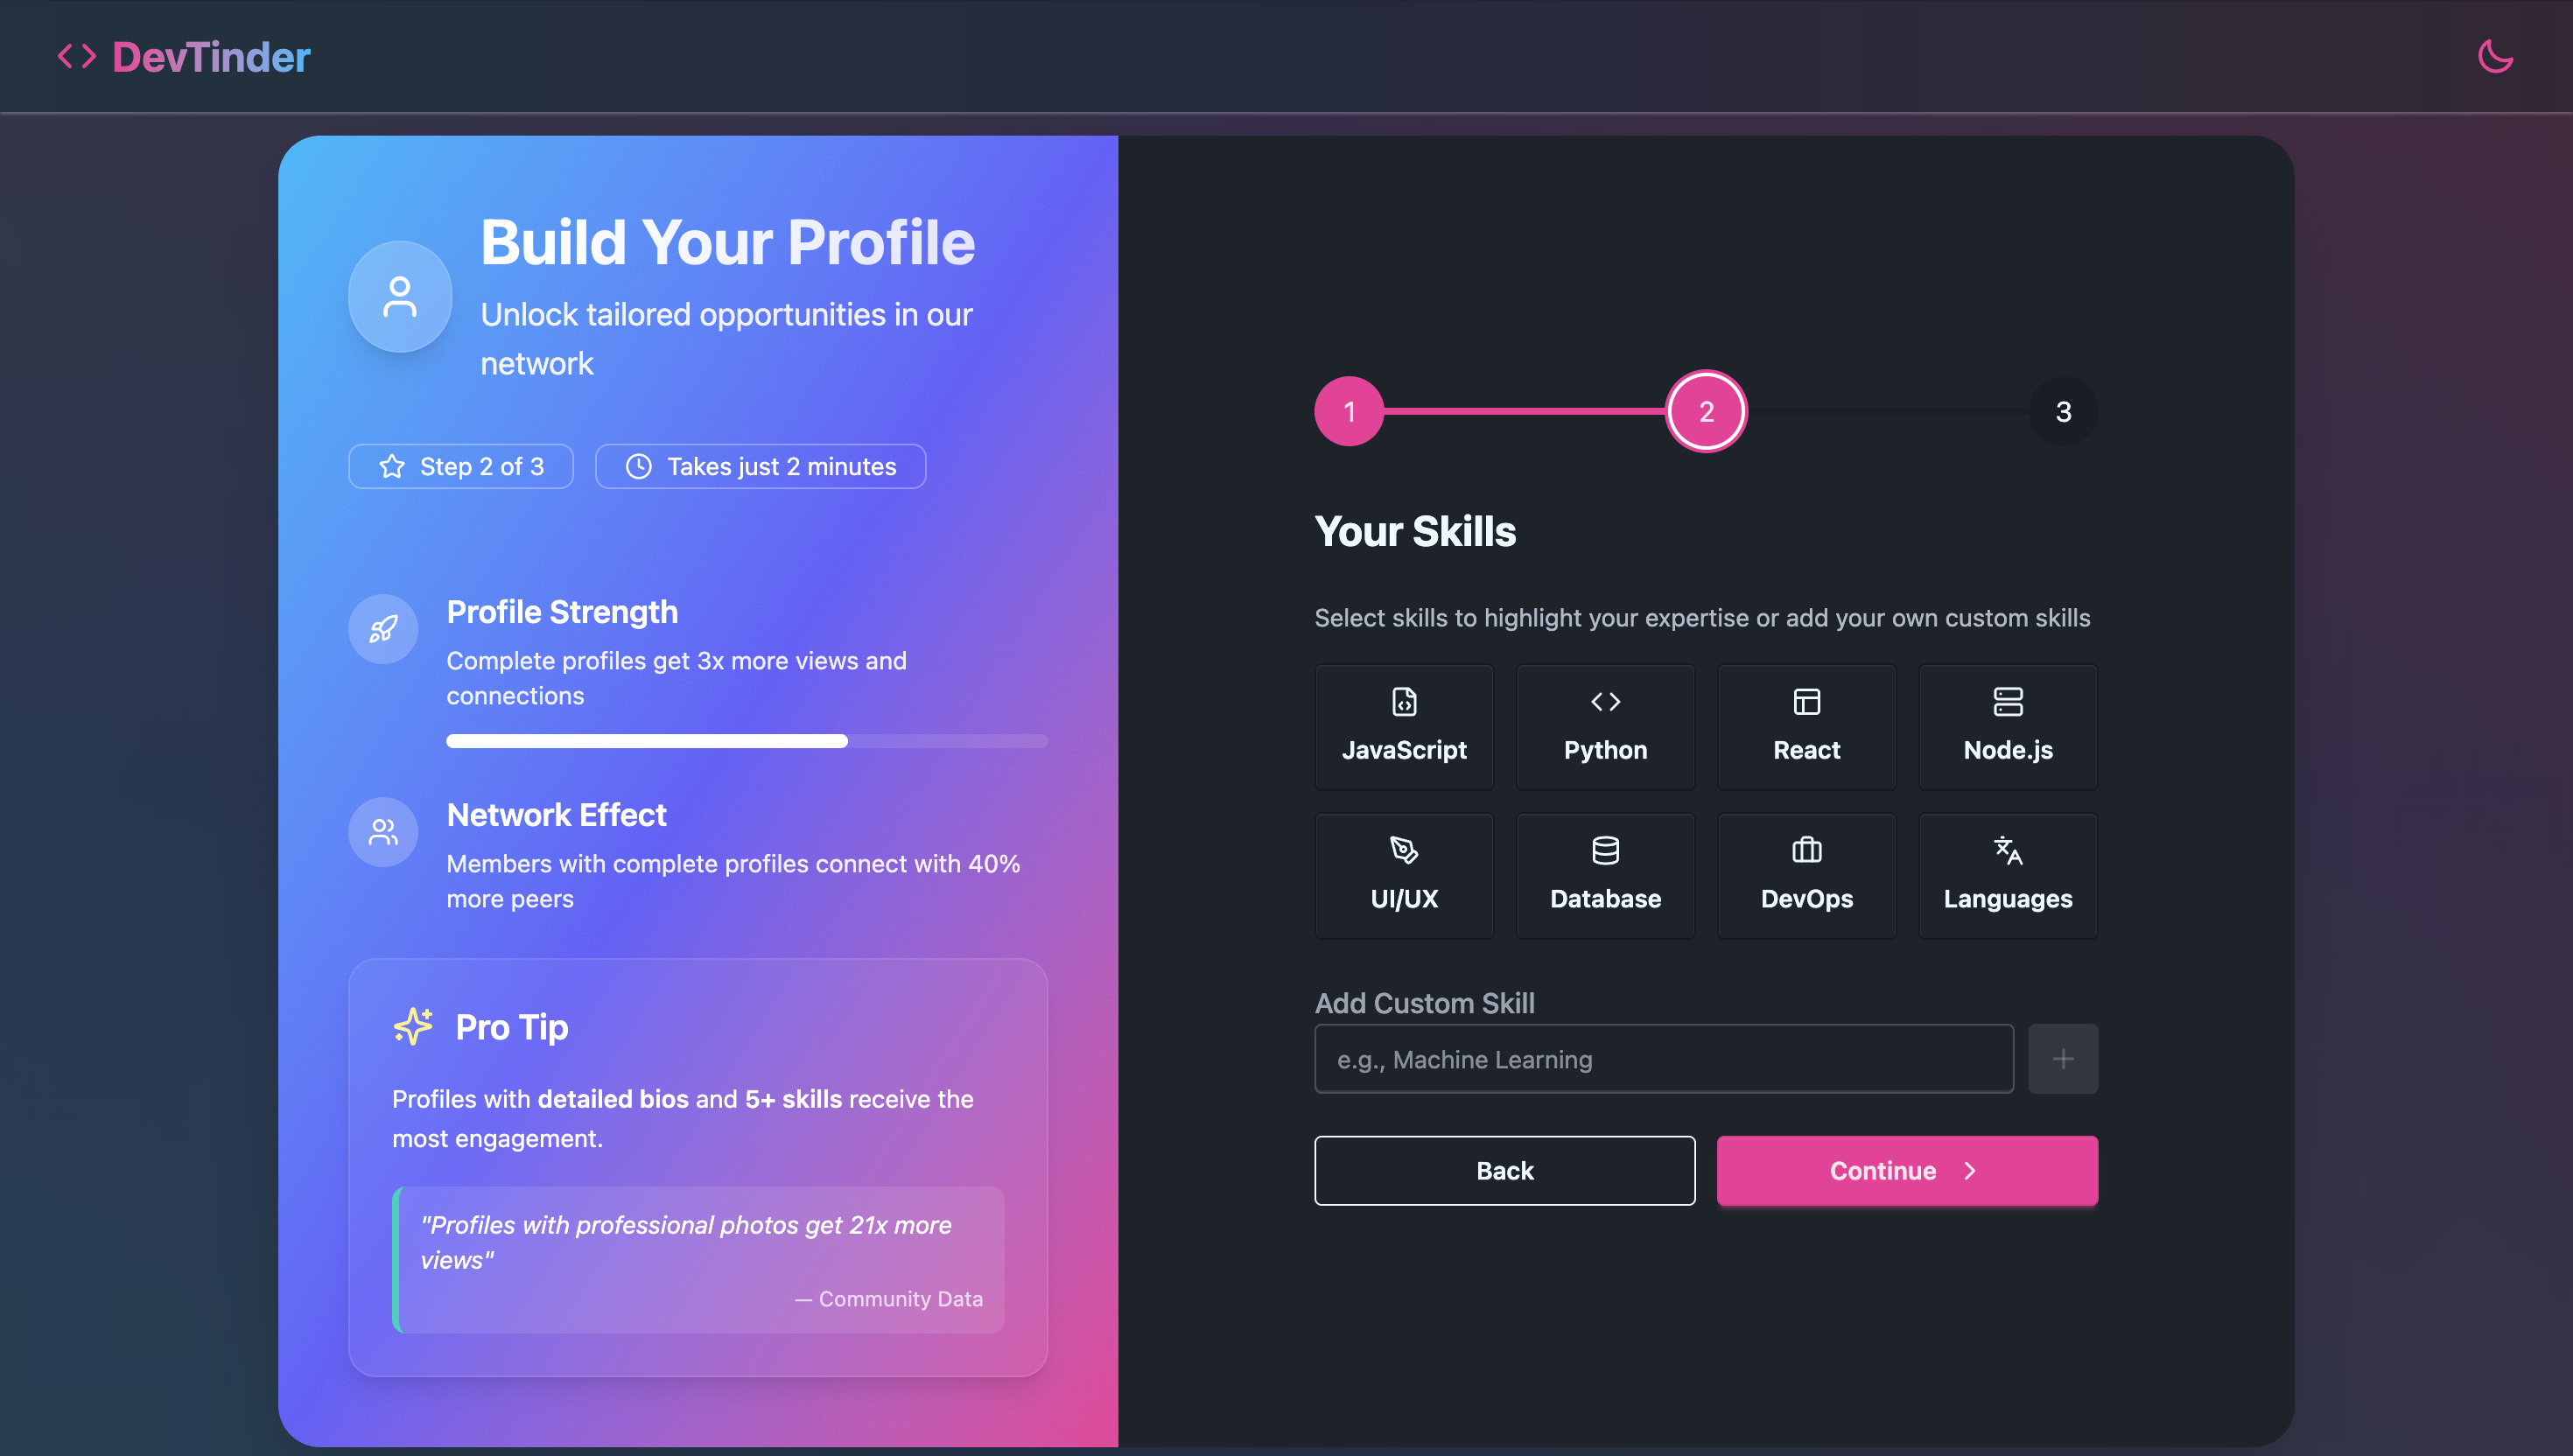 DevTinder
Build Your Profile
Unlock tailored opportunities in our
network
Step 2 of 3
Takes just 2 minutes
Profile Strength
Complete profiles get 3x more views and
connections
Network Effect
Members with complete profiles connect with 40%
more peers
Pro Tip
Profiles with detailed bios and 5+ skills receive the
most engagement.
"Profiles with professional photos get 21x more
views"
— Community Data
1
2
3
Your Skills
Select skills to highlight your expertise or add your own custom skills
JavaScript
Python
React
Node.js
UI/UX
Database
DevOps
Languages
Add Custom Skill
e.g., Machine Learning
Back
Continue